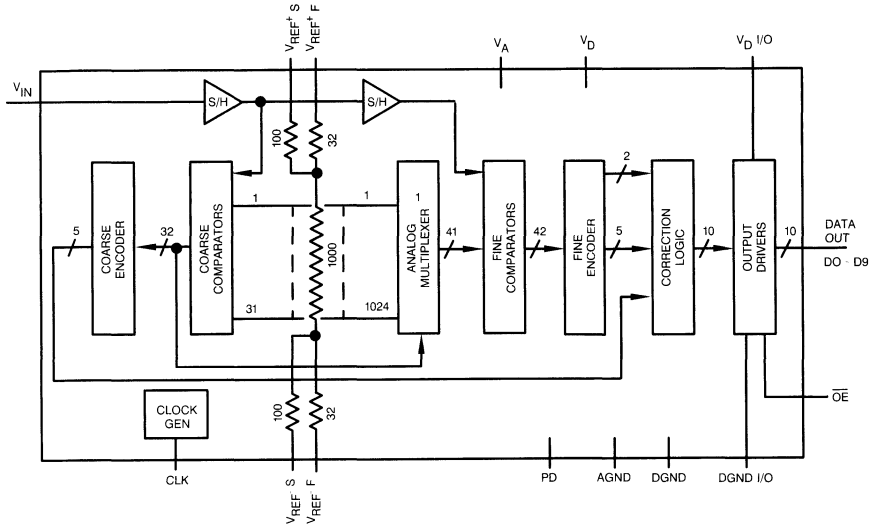 VREF+ S
VREF+ F
VA
VD
VD I/O
VIN
S/H
S/H
100
32
1
1
1
2
5
COARSE ENCODER
32
COARSE COMPARATORS
1000
ANALOG MULTIPLEXER
41
FINE COMPARATORS
42
FINE ENCODER
5
CORRECTION LOGIC
10
OUTPUT DRIVERS
10
DATA OUT
DO - D9
31
1024
CLOCK GEN
100
32
OE
CLK
VREF- S
VREF- F
PD
AGND
DGND
DGND I/O